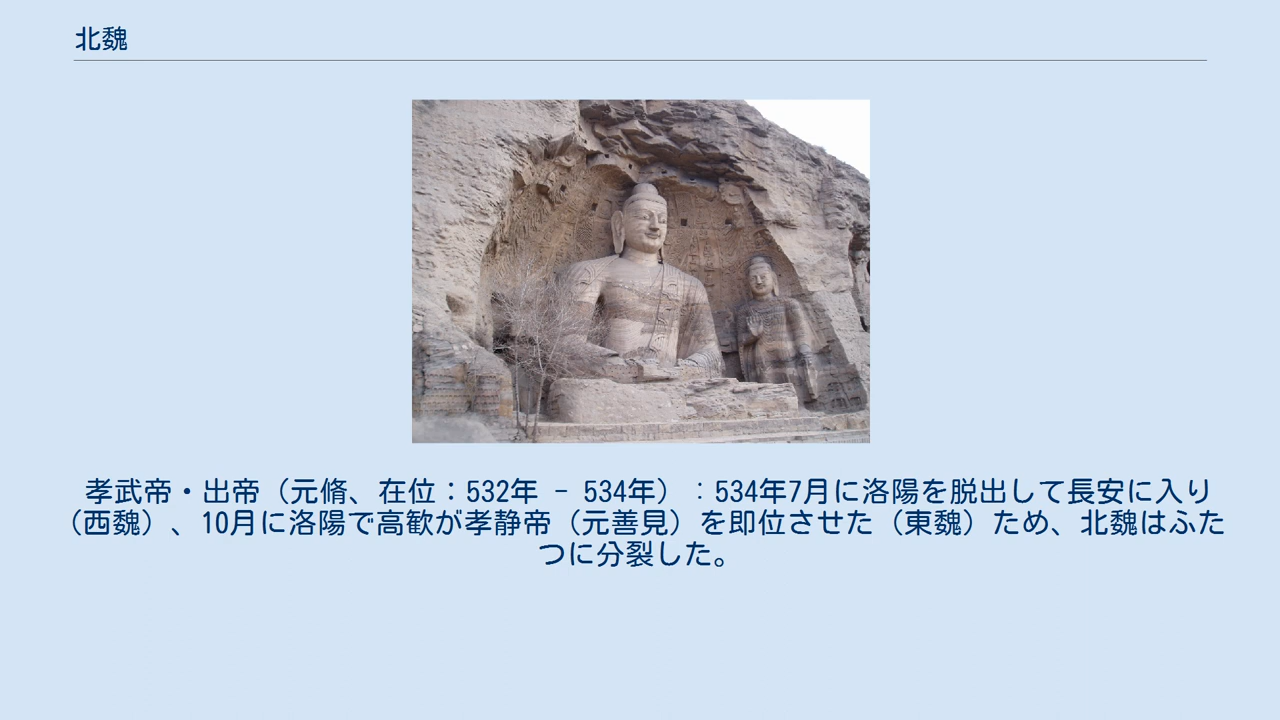 北魏
孝武帝・出帝（元脩、在位：532年 - 534年）：534年7月に洛陽を脱出して長安に入り
（西魏）、10月に洛陽で高歓が孝静帝（元善見）を即位させた（東魏）ため、北魏はふた
つに分裂した。